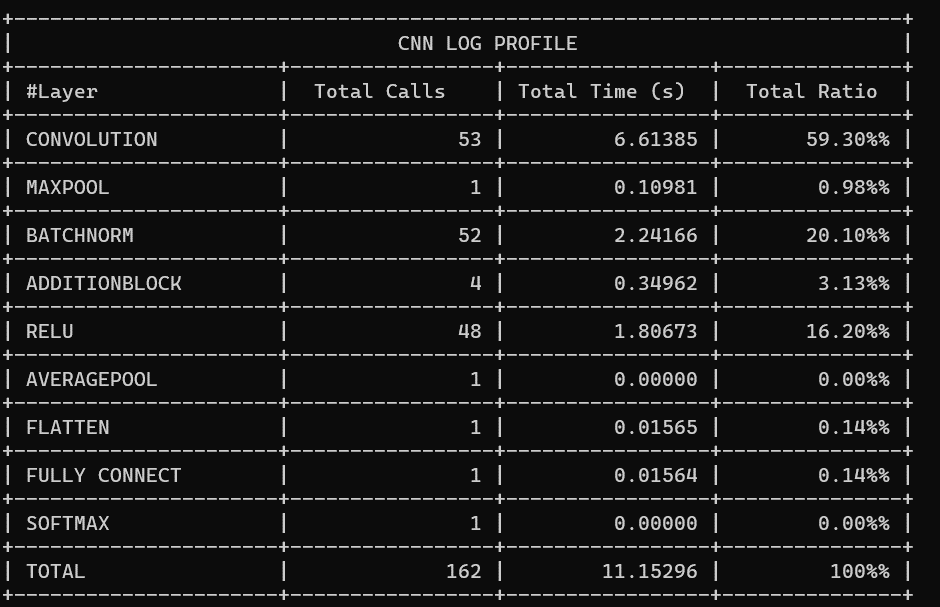 CNN LOG PROFILE
#Layer | Total Calls | Total Time (s) | Total Ratio
CONVOLUTION | 53 | 6.61385 | 59.30%%
MAXPOOL | 1 | 0.10981 | 0.98%%
BATCHNORM | 52 | 2.24166 | 20.10%%
ADDITIONBLOCK | 4 | 0.34962 | 3.13%%
RELU | 48 | 1.80673 | 16.20%%
AVERAGEPOOL | 1 | 0.00000 | 0.00%%
FLATTEN | 1 | 0.01565 | 0.14%%
FULLY CONNECT | 1 | 0.01564 | 0.14%%
SOFTMAX | 1 | 0.00000 | 0.00%%
TOTAL | 162 | 11.15296 | 100%%